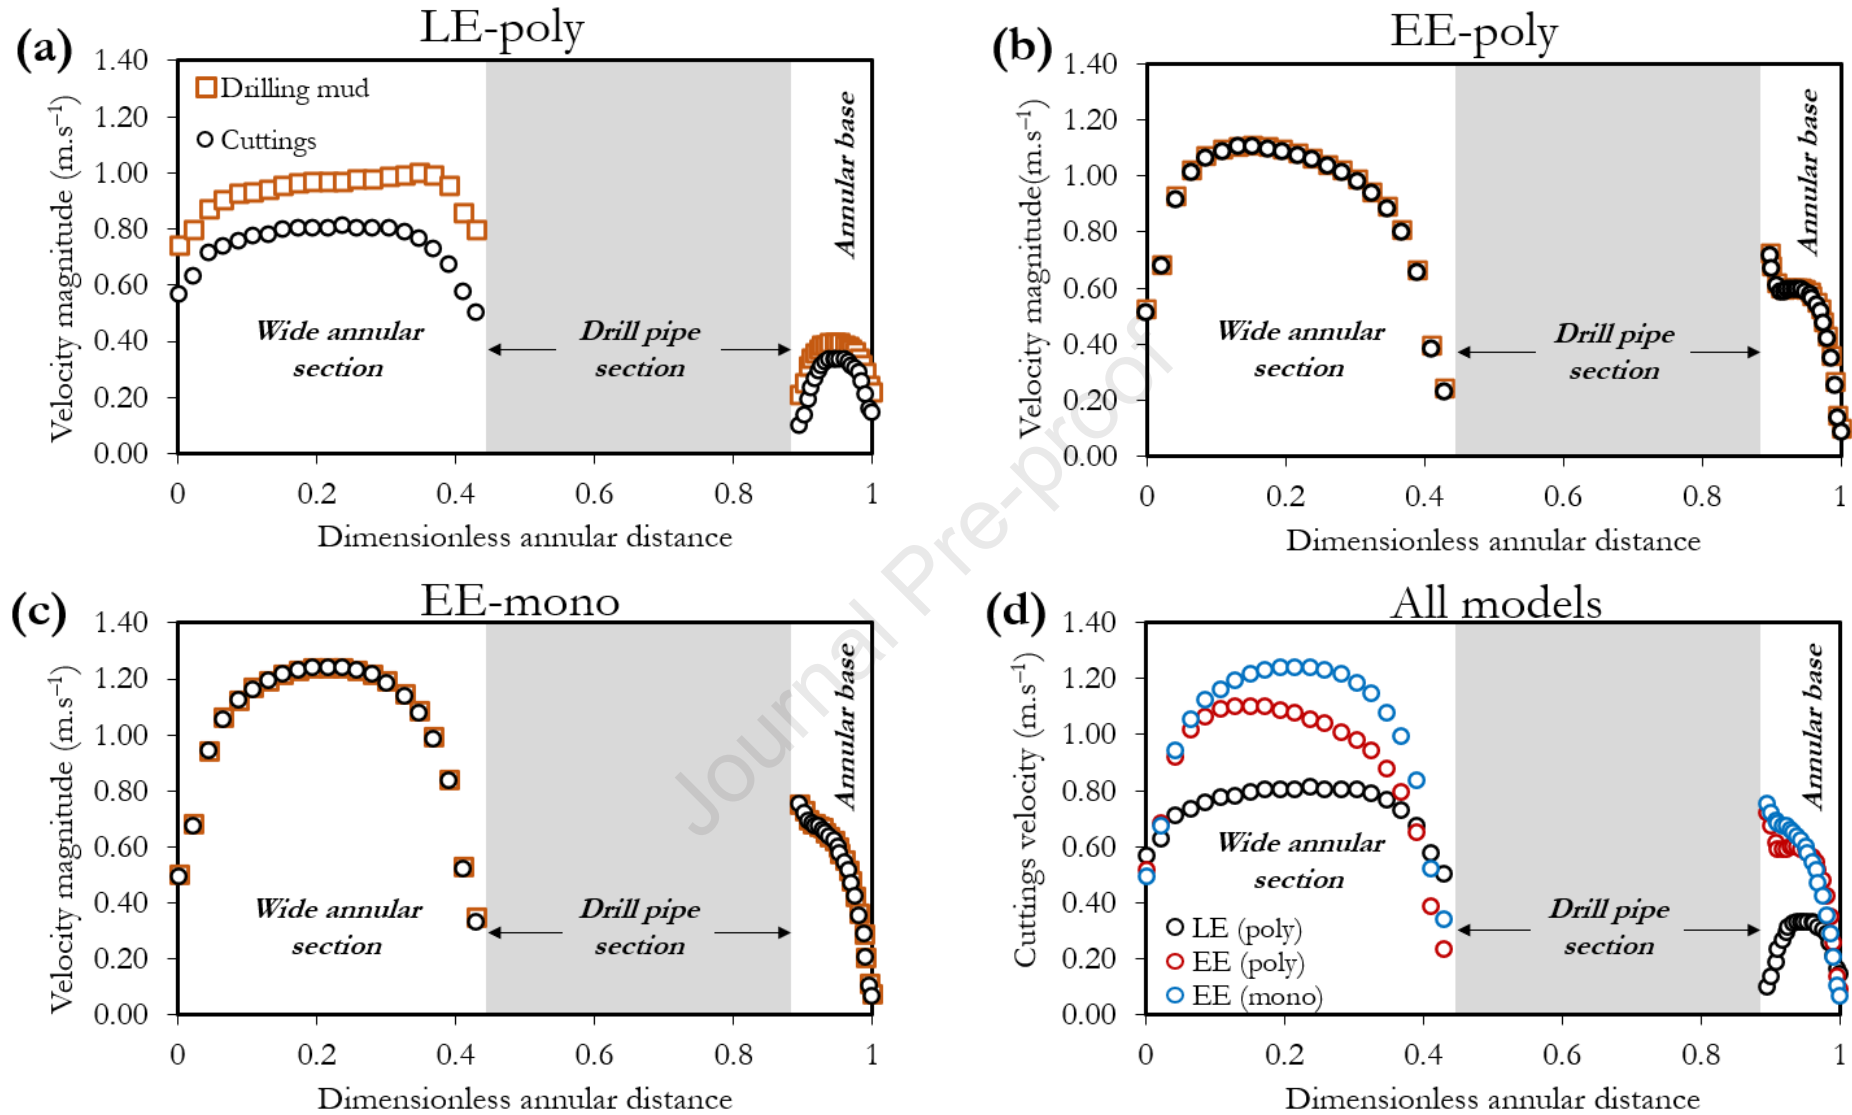 (a)
LE-poly
Velocity magnitude (m.s⁻¹)
1.40
1.20
1.00
0.80
0.60
0.40
0.20
0.00
Drilling mud
Cuttings
Wide annular
section
Drill pipe
section
Annular base
0 0.2 0.4 0.6 0.8 1
Dimensionless annular distance
(b)
EE-poly
Velocity magnitude(m.s⁻¹)
1.40
1.20
1.00
0.80
0.60
0.40
0.20
0.00
Wide annular
section
Drill pipe
section
Annular base
0 0.2 0.4 0.6 0.8 1
Dimensionless annular distance
(c)
EE-mono
Velocity magnitude (m.s⁻¹)
1.40
1.20
1.00
0.80
0.60
0.40
0.20
0.00
Wide annular
section
Drill pipe
section
Annular base
0 0.2 0.4 0.6 0.8 1
Dimensionless annular distance
(d)
All models
Cuttings velocity (m.s⁻¹)
1.40
1.20
1.00
0.80
0.60
0.40
0.20
0.00
Wide annular
section
LE (poly)
EE (poly)
EE (mono)
Drill pipe
section
Annular base
0 0.2 0.4 0.6 0.8 1
Dimensionless annular distance
Journal Pre-proof